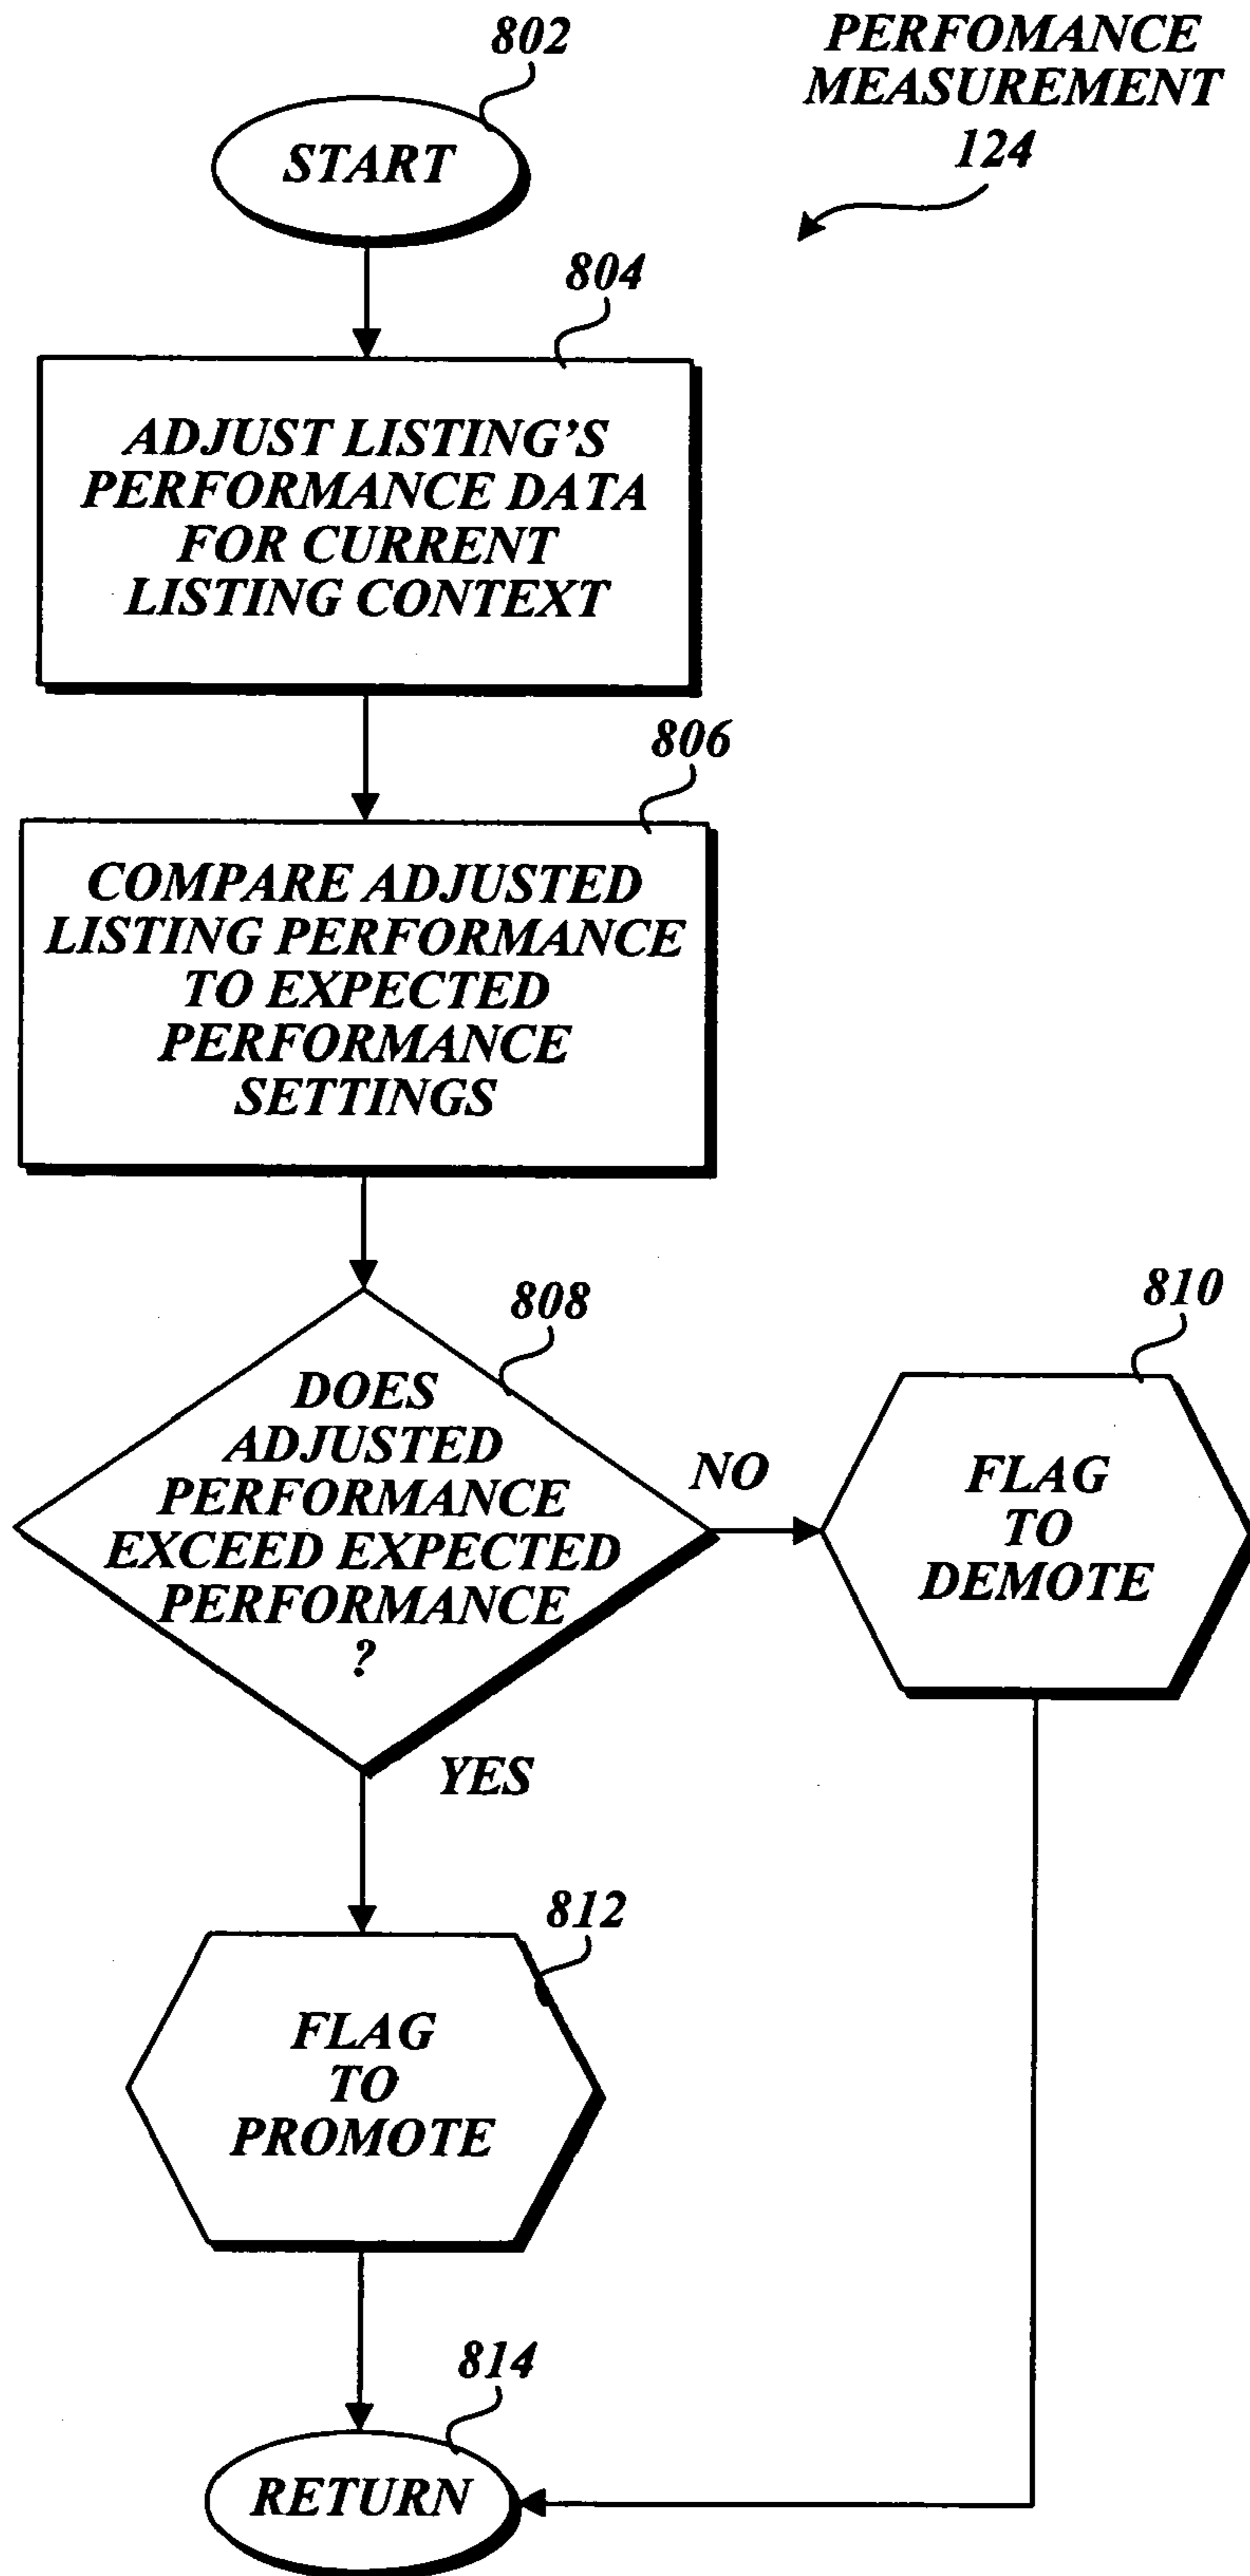 802
PERFOMANCE
MEASUREMENT
124
START
804
ADJUST LISTING'S
PERFORMANCE DATA
FOR CURRENT
LISTING CONTEXT
806
COMPARE ADJUSTED
LISTING PERFORMANCE
TO EXPECTED
PERFORMANCE
SETTINGS
808
DOES
ADJUSTED
PERFORMANCE
EXCEED EXPECTED
PERFORMANCE
?
NO
810
FLAG
TO
DEMOTE
YES
812
FLAG
TO
PROMOTE
814
RETURN